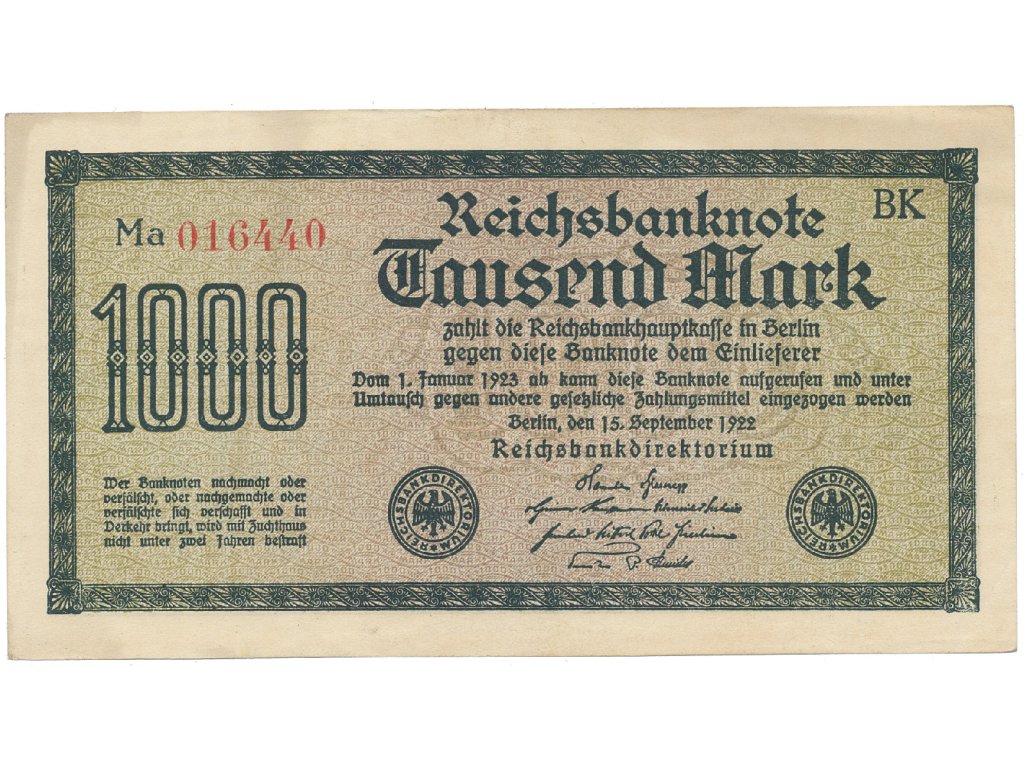 Ma 016440
BK
Reichsbanknote
Tausend Mark
1000
zahlt die Reichsbankhauptkasse in Berlin
gegen diese Banknote dem Einlieferer
Vom 1. Januar 1923 ab kann diese Banknote aufgerufen und unter
Umtausch gegen andere gesetzliche Zahlungsmittel eingezogen werden
Berlin, den 15. September 1922
Reichsbankdirektorium
Wer Banknoten nachmacht oder
verfälscht, oder nachgemachte oder
verfälschte sich verschafft und in
Verkehr bringt, wird mit Zuchthaus
nicht unter zwei Jahren bestraft
REICHSBANKDIREKTORIUM
REICHSBANKDIREKTORIUM